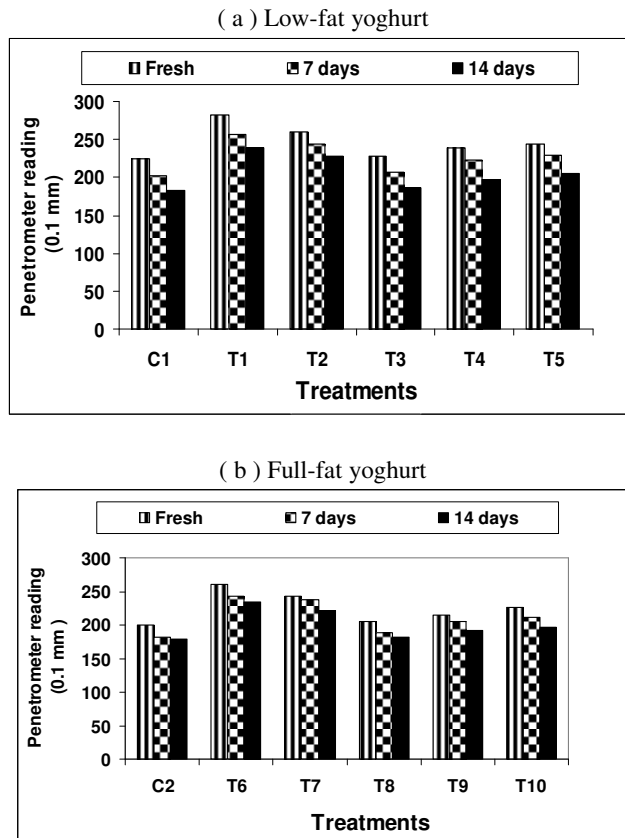 ( a ) Low-fat yoghurt
Fresh 7 days 14 days
300
250
200
150
100
50
0
Penetrometer reading
(0.1 mm)
C1 T1 T2 T3 T4 T5
Treatments
( b ) Full-fat yoghurt
Fresh 7 days 14 days
300
250
200
150
100
50
0
Penetrometer reading
(0.1 mm )
C2 T6 T7 T8 T9 T10
Treatments